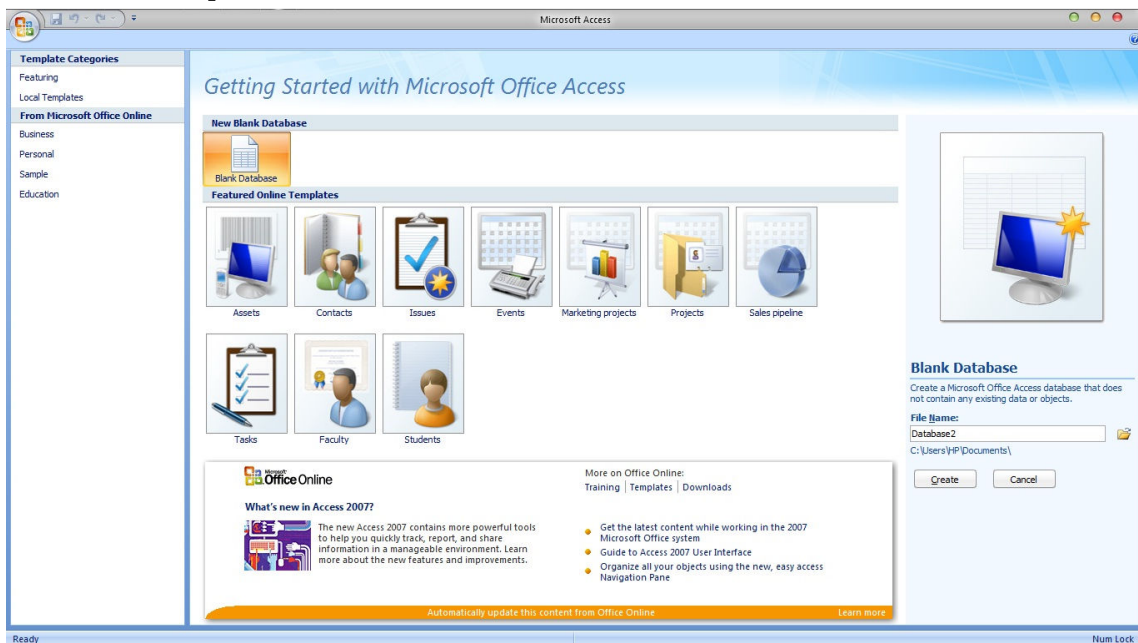 Microsoft Access
Template Categories
Featuring
Local Templates
From Microsoft Office Online
Business
Personal
Sample
Education
Getting Started with Microsoft Office Access
New Blank Database
Blank Database
Featured Online Templates
Assets
Contacts
Issues
Events
Marketing projects
Projects
Sales pipeline
Tasks
Faculty
Students
Microsoft
Office Online
What's new in Access 2007?
The new Access 2007 contains more powerful tools
to help you quickly track, report, and share
information in a manageable environment. Learn
more about the new features and improvements.
More on Office Online:
Training | Templates | Downloads
Get the latest content while working in the 2007
Microsoft Office system
Guide to Access 2007 User Interface
Organize all your objects using the new, easy access
Navigation Pane
Automatically update this content from Office Online
Learn more
Blank Database
Create a Microsoft Office Access database that does
not contain any existing data or objects.
File Name:
Database2
C:\Users\HP\Documents\
Create
Cancel
Ready
Num Lock